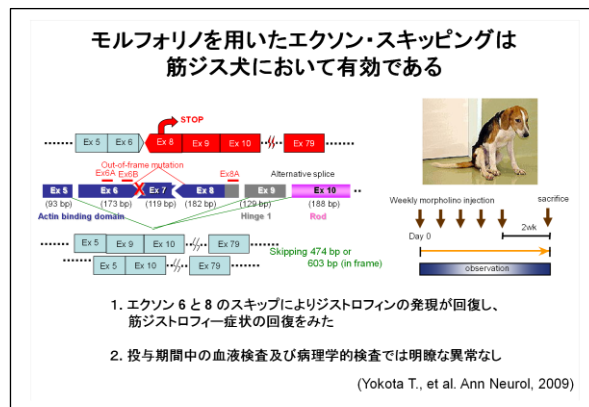 モルフォリノを用いたエクソン・スキッピングは
筋ジス犬において有効である
STOP
Ex 5 Ex 6 Ex 8 Ex 9 Ex 10 Ex 79
Out-of-frame mutation
Ex6A Ex6B Ex8A Alternative splice
Ex 5 Ex 6 Ex 7 Ex 8 Ex 9 Ex 10
(93 bp) (173 bp) (119 bp) (182 bp) (129 bp) (188 bp)
Actin binding domain Hinge 1 Rod
Ex 5 Ex 9 Ex 10 Ex 79
Ex 5 Ex 10 Ex 79
Skipping 474 bp or
603 bp (in frame)
Weekly morpholino injection sacrifice
Day 0 2wk
observation
1. エクソン 6 と 8 のスキップによりジストロフィンの発現が回復し、
筋ジストロフィー症状の回復をみた
2. 投与期間中の血液検査及び病理学的検査では明瞭な異常なし
(Yokota T., et al. Ann Neurol, 2009)